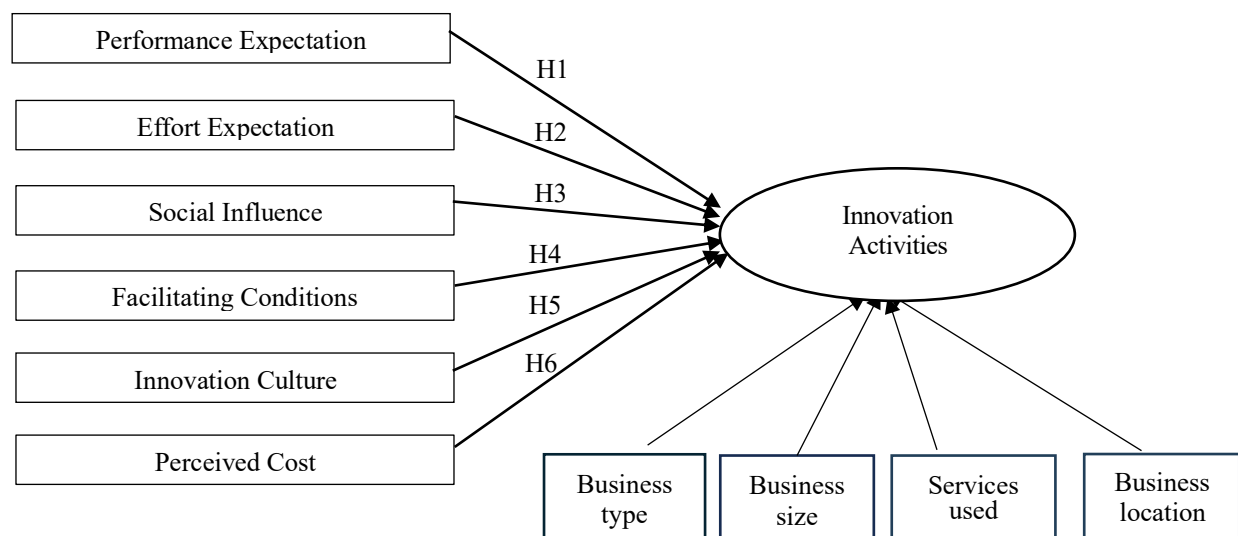 Performance Expectation
H1
Effort Expectation
H2
Social Influence
H3
Innovation
Activities
Facilitating Conditions
H4
Innovation Culture
H5
Perceived Cost
H6
Business
type
Business
size
Services
used
Business
location